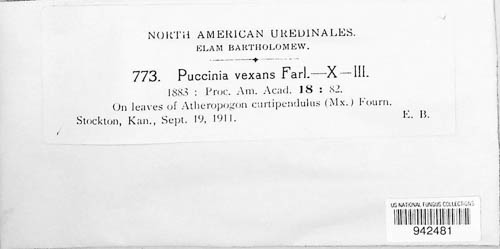 NORTH AMERICAN UREDINALES.
ELAM BARTHOLOMEW.
773. Puccinia vexans Farl.—X—III.
1883 : Proc. Am. Acad. 18 : 82.
On leaves of Atheropogon curtipendulus (Mx.) Fourn.
Stockton, Kan., Sept. 19, 1911. E. B.
US NATIONAL FUNGUS COLLECTIONS
942481